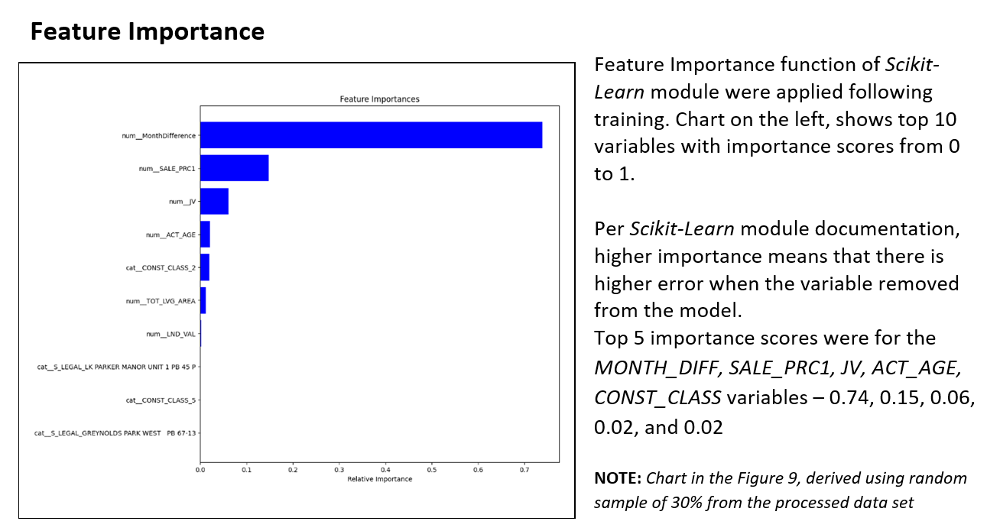 Feature Importance
Feature Importances
num__MonthDifference
num__SALE_PRC1
num__JV
num__ACT_AGE
cat__CONST_CLASS_2
num__TOT_LVG_AREA
num__LND_VAL
cat__S_LEGAL_LK PARKER MANOR UNIT 1 PB 45 P
cat__CONST_CLASS_5
cat__S_LEGAL_GREYNOLDS PARK WEST   PB 67-13
0.0 0.1 0.2 0.3 0.4 0.5 0.6 0.7
Relative Importance
Feature Importance function of Scikit-
Learn module were applied following
training. Chart on the left, shows top 10
variables with importance scores from 0
to 1.
Per Scikit-Learn module documentation,
higher importance means that there is
higher error when the variable removed
from the model.
Top 5 importance scores were for the
MONTH_DIFF, SALE_PRC1, JV, ACT_AGE,
CONST_CLASS variables – 0.74, 0.15, 0.06,
0.02, and 0.02
NOTE: Chart in the Figure 9, derived using random
sample of 30% from the processed data set